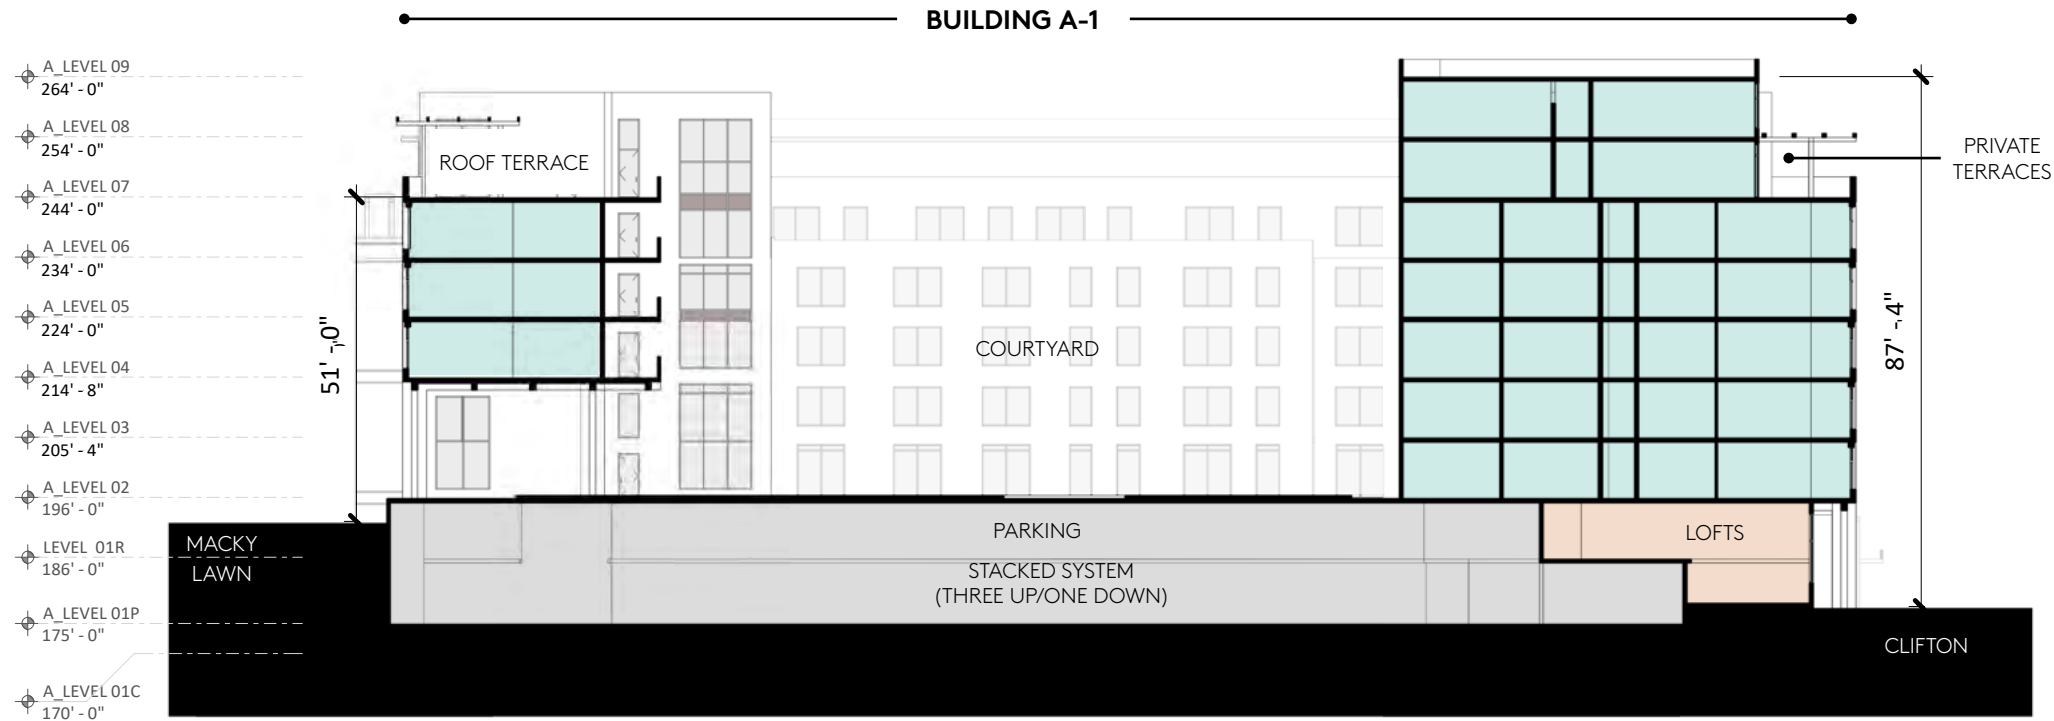 BUILDING A-1
A_LEVEL 09
264' - 0"
A_LEVEL 08
254' - 0"
A_LEVEL 07
244' - 0"
A_LEVEL 06
234' - 0"
A_LEVEL 05
224' - 0"
A_LEVEL 04
214' - 8"
A_LEVEL 03
205' - 4"
A_LEVEL 02
196' - 0"
LEVEL 01R
186' - 0"
A_LEVEL 01P
175' - 0"
A_LEVEL 01C
170' - 0"
51' - 0"
ROOF TERRACE
COURTYARD
PRIVATE
TERRACES
87' - 4"
MACKY
LAWN
PARKING
STACKED SYSTEM
(THREE UP/ONE DOWN)
LOFTS
CLIFTON